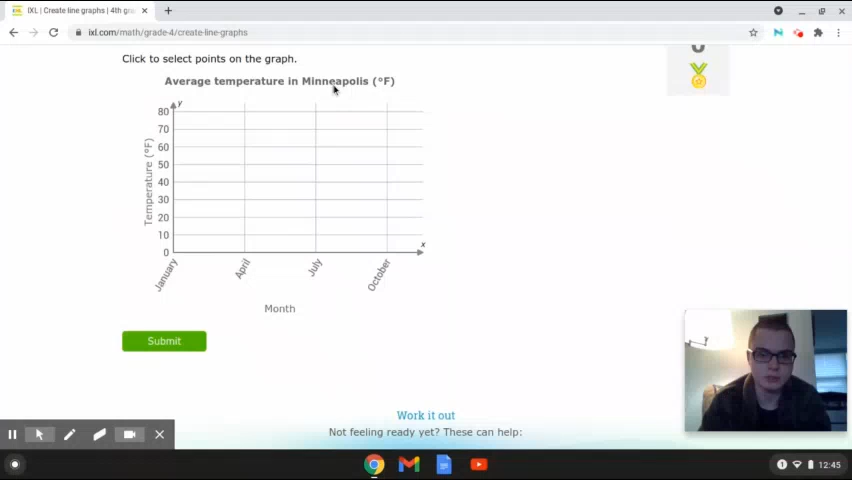 IXL | Create line graphs | 4th gra
ixl.com/math/grade-4/create-line-graphs
Click to select points on the graph.
Average temperature in Minneapolis (°F)
y
80
70
60
50
40
30
20
10
0
Temperature (°F)
x
January
April
July
October
Month
Submit
Work it out
Not feeling ready yet? These can help:
1
12:45